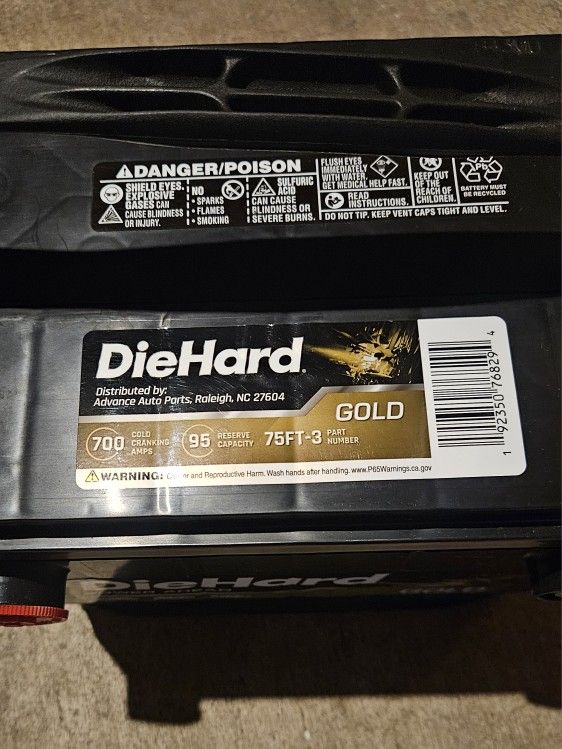 DANGER/POISON
SHIELD EYES.
EXPLOSIVE
GASES CAN
CAUSE BLINDNESS
OR INJURY.
NO
• SPARKS
• FLAMES
• SMOKING
SULFURIC
ACID
CAN CAUSE
BLINDNESS OR
SEVERE BURNS.
FLUSH EYES
IMMEDIATELY
WITH WATER.
GET MEDICAL HELP FAST.
READ
INSTRUCTIONS.
KEEP OUT
OF THE
REACH OF
CHILDREN.
Pb
BATTERY MUST
BE RECYCLED
DO NOT TIP. KEEP VENT CAPS TIGHT AND LEVEL.
DieHard
Distributed by:
Advance Auto Parts, Raleigh, NC 27604
GOLD
700 COLD CRANKING AMPS
95 RESERVE CAPACITY
75FT-3 PART NUMBER
WARNING: Cancer and Reproductive Harm. Wash hands after handling. www.P65Warnings.ca.gov
1 92350 76829 4
DieHard
GOLD